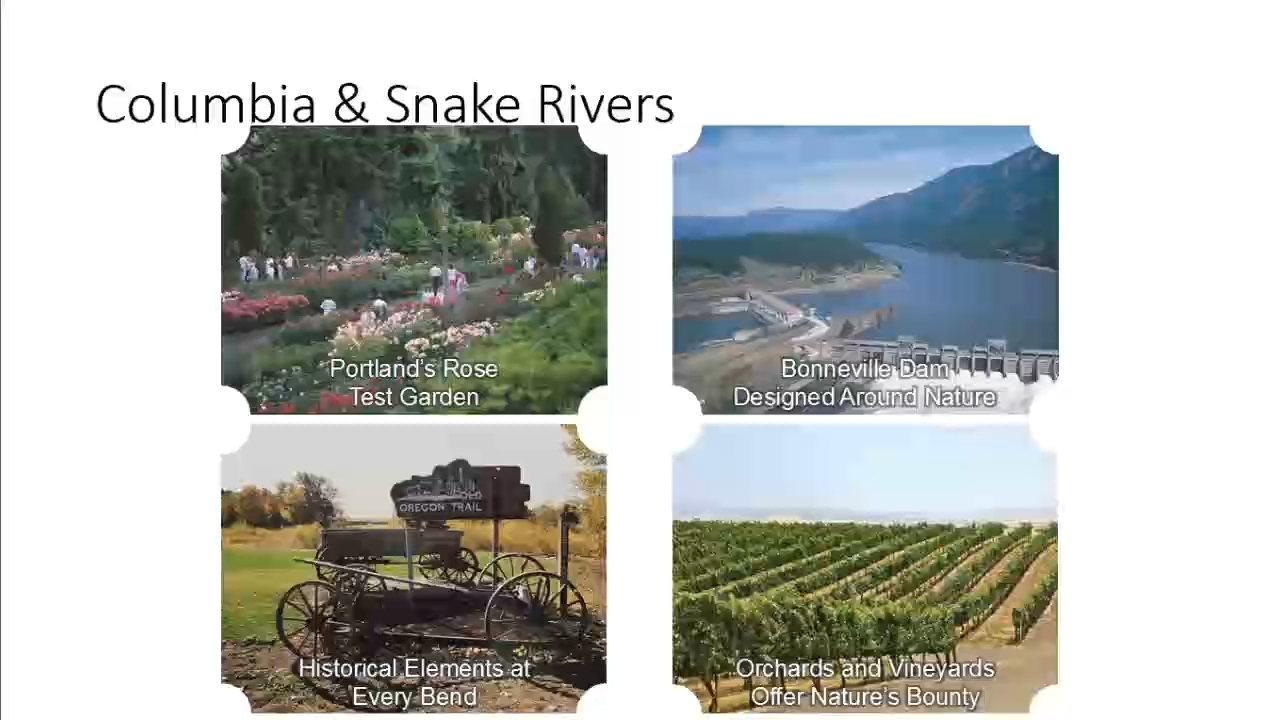 Columbia & Snake Rivers
Portland's Rose
Test Garden
Bonneville Dam
Designed Around Nature
OLD
OREGON TRAIL
Historical Elements at
Every Bend
Orchards and Vineyards
Offer Nature's Bounty